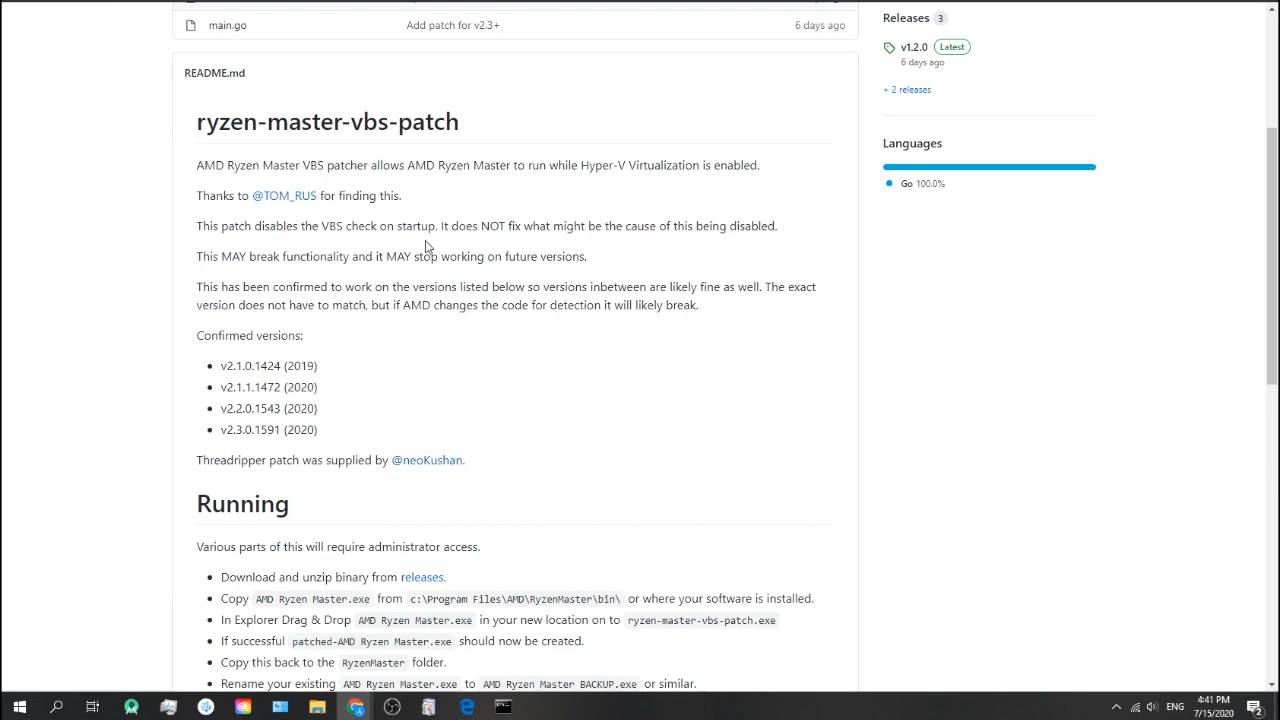 main.go Add patch for v2.3+ 6 days ago
README.md
ryzen-master-vbs-patch
AMD Ryzen Master VBS patcher allows AMD Ryzen Master to run while Hyper-V Virtualization is enabled.
Thanks to @TOM_RUS for finding this.
This patch disables the VBS check on startup. It does NOT fix what might be the cause of this being disabled.
This MAY break functionality and it MAY stop working on future versions.
This has been confirmed to work on the versions listed below so versions inbetween are likely fine as well. The exact
version does not have to match, but if AMD changes the code for detection it will likely break.
Confirmed versions:
v2.1.0.1424 (2019)
v2.1.1.1472 (2020)
v2.2.0.1543 (2020)
v2.3.0.1591 (2020)
Threadripper patch was supplied by @neoKushan.
Running
Various parts of this will require administrator access.
Download and unzip binary from releases.
Copy AMD Ryzen Master.exe from c:\Program Files\AMD\RyzenMaster\bin\ or where your software is installed.
In Explorer Drag & Drop AMD Ryzen Master.exe in your new location on to ryzen-master-vbs-patch.exe
If successful patched-AMD Ryzen Master.exe should now be created.
Copy this back to the RyzenMaster folder.
Rename your existing AMD Ryzen Master.exe to AMD Ryzen Master BACKUP.exe or similar.
Releases 3
v1.2.0 Latest
6 days ago
+ 2 releases
Languages
Go 100.0%
ENG
4:41 PM
7/15/2020
2